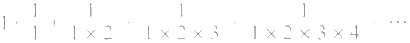 1 · 1/1 + 1/(1 × 2) · 1/(1 × 2 × 3) · 1/(1 × 2 × 3 × 4) · ⋯